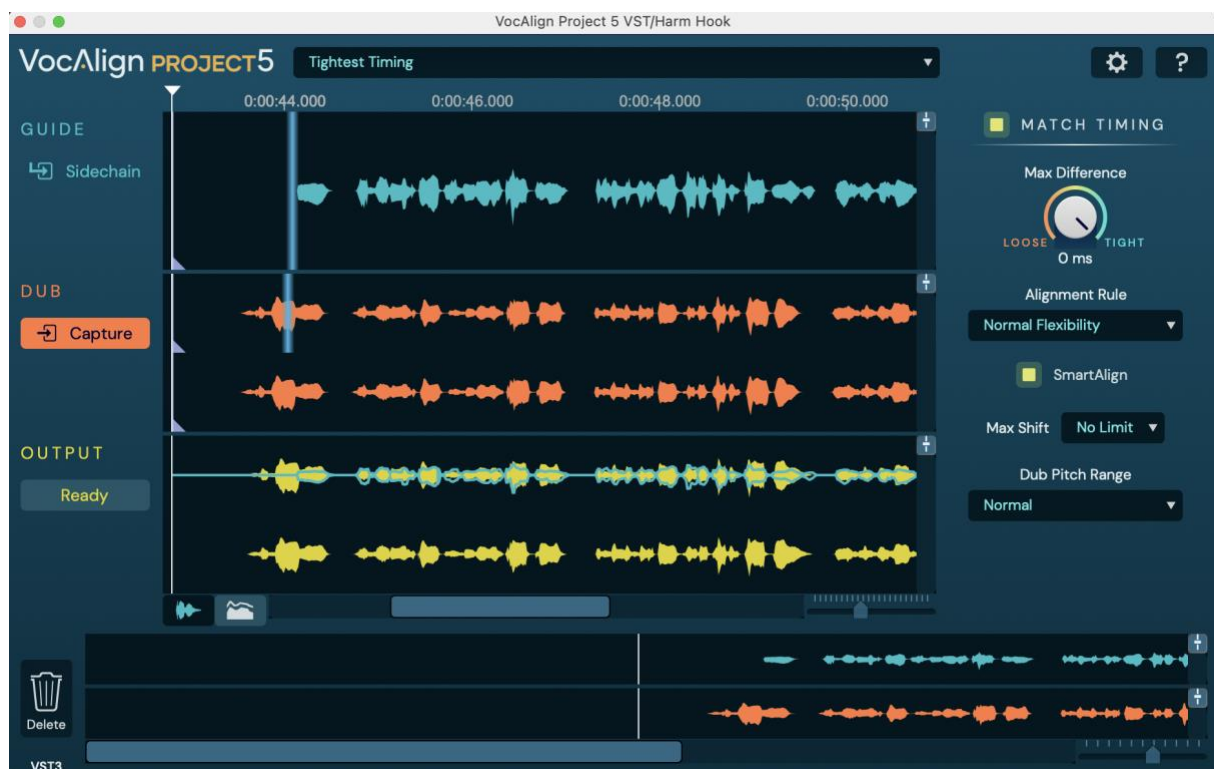 VocAlign Project 5 VST/Harm Hook
VocAlign PROJECT5
Tightest Timing
?
0:00:44.000 0:00:46.000 0:00:48.000 0:00:50.000
GUIDE
Sidechain
MATCH TIMING
Max Difference
LOOSE TIGHT
0 ms
DUB
Capture
Alignment Rule
Normal Flexibility
SmartAlign
Max Shift No Limit
OUTPUT
Ready
Dub Pitch Range
Normal
Delete
VST3